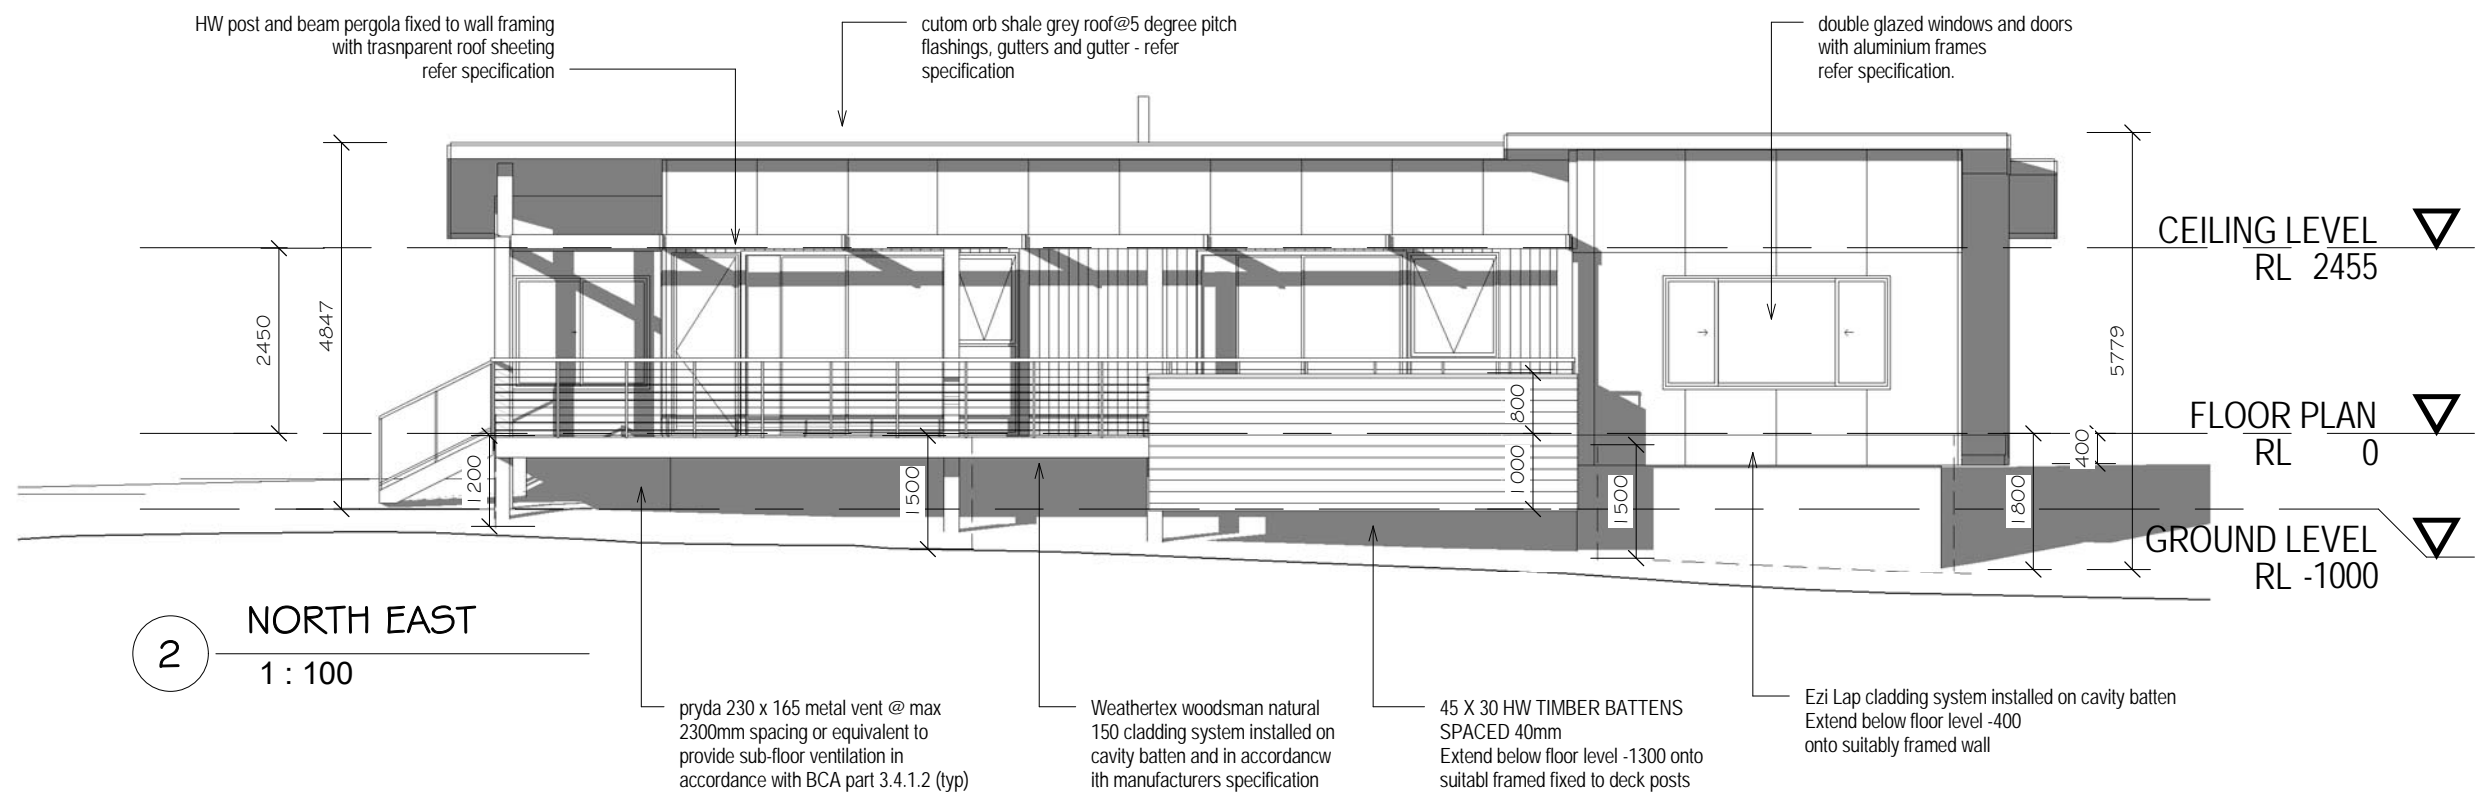 HW post and beam pergola fixed to wall framing
with trasnparent roof sheeting
refer specification
cutom orb shale grey roof@5 degree pitch
flashings, gutters and gutter - refer
specification
double glazed windows and doors
with aluminium frames
refer specification.
2450
4847
5779
CEILING LEVEL
RL 2455
FLOOR PLAN
RL 0
GROUND LEVEL
RL -1000
1200
1500
800
1000
1500
1800
400
2
NORTH EAST
1 : 100
pryda 230 x 165 metal vent @ max
2300mm spacing or equivalent to
provide sub-floor ventilation in
accordance with BCA part 3.4.1.2 (typ)
Weathertex woodsman natural
150 cladding system installed on
cavity batten and in accordancw
ith manufacturers specification
45 X 30 HW TIMBER BATTENS
SPACED 40mm
Extend below floor level -1300 onto
suitabl framed fixed to deck posts
Ezi Lap cladding system installed on cavity batten
Extend below floor level -400
onto suitably framed wall